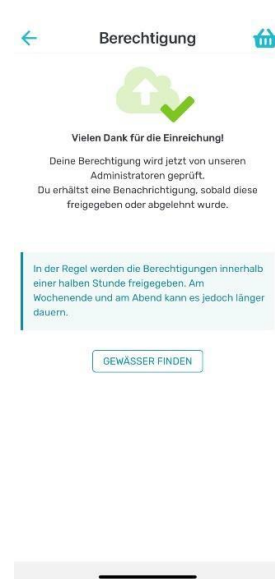 Berechtigung
Vielen Dank für die Einreichung!
Deine Berechtigung wird jetzt von unseren
Administratoren geprüft.
Du erhältst eine Benachrichtigung, sobald diese
freigegeben oder abgelehnt wurde.
In der Regel werden die Berechtigungen innerhalb
einer halben Stunde freigegeben. Am
Wochenende und am Abend kann es jedoch länger
dauern.
GEWÄSSER FINDEN